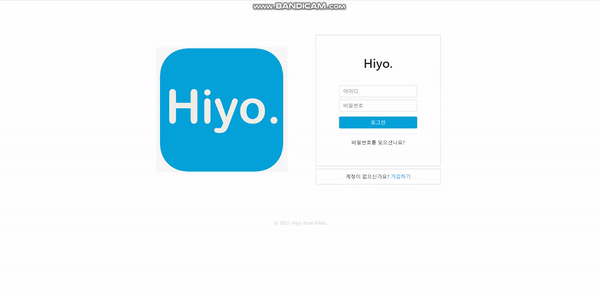 www.BANDICAM.com
Hiyo.
Hiyo.
아이디
비밀번호
로그인
비밀번호를 잊으셨나요?
계정이 없으신가요? 가입하기
Hiyo from Meta